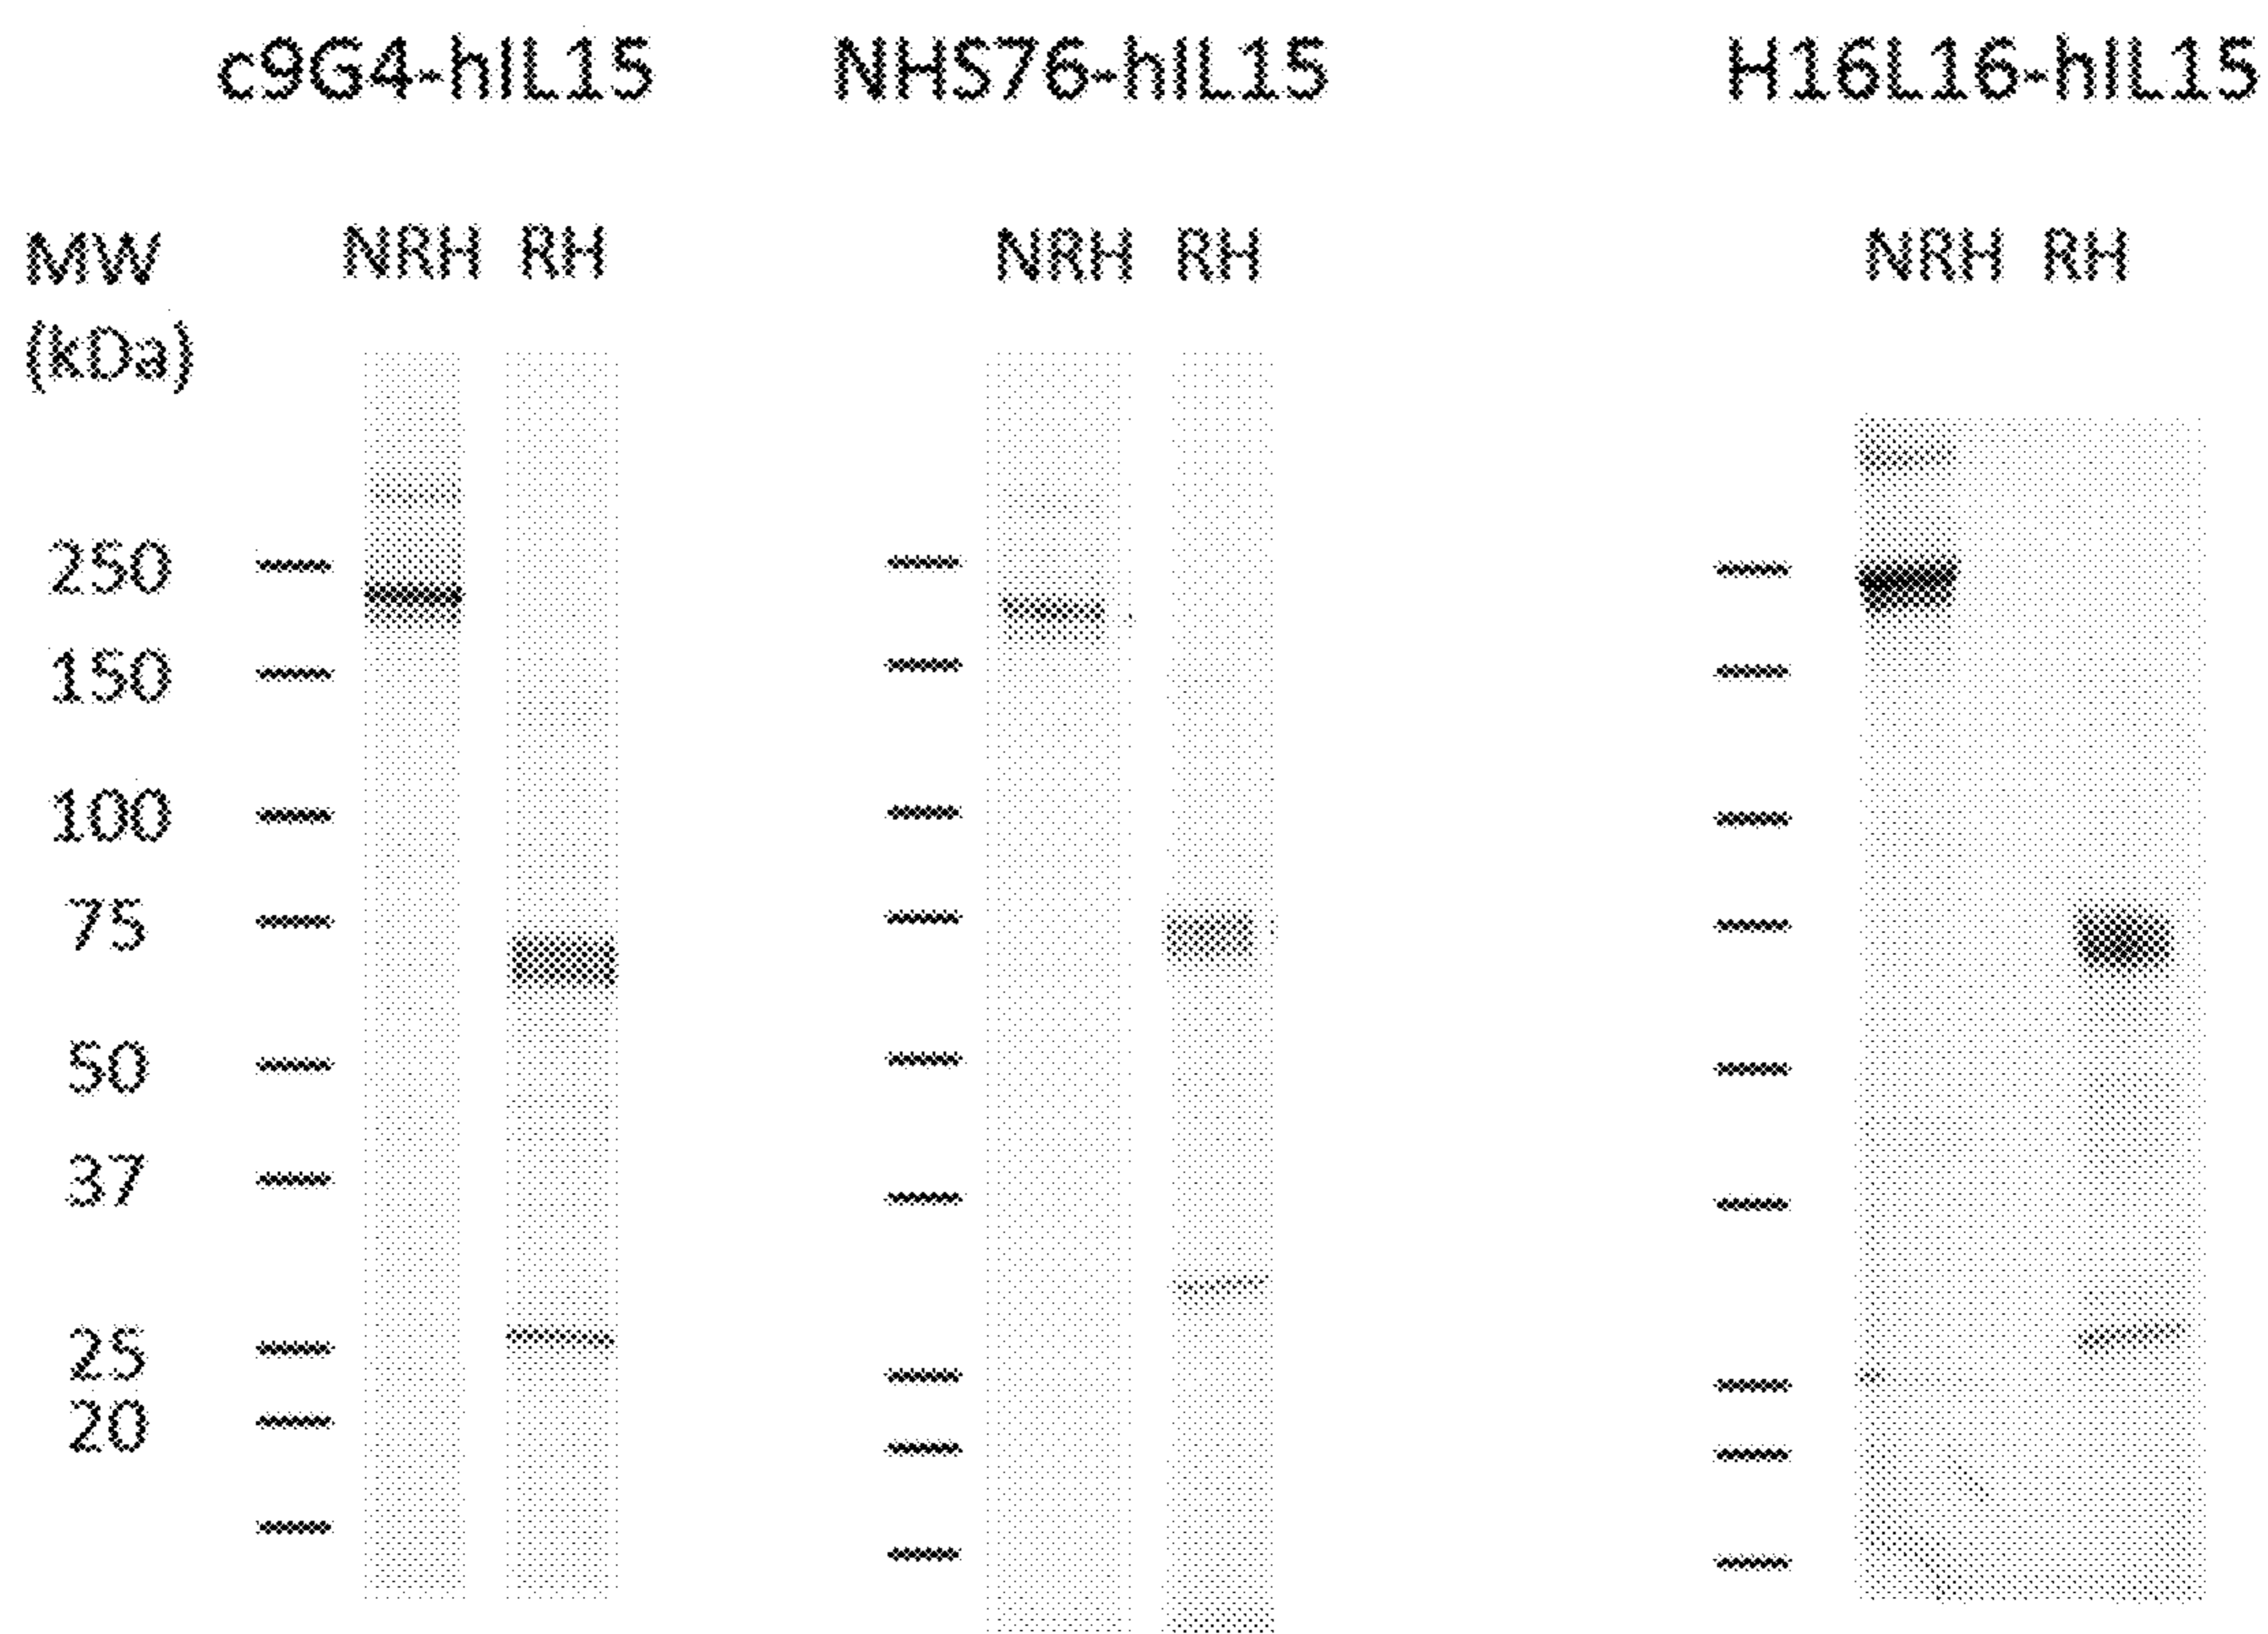 c9G4-hIL15 NHS76-hIL15 H16L16-hIL15
MW NRH RH NRH RH NRH RH
(kDa)
250
150
100
75
50
37
25
20